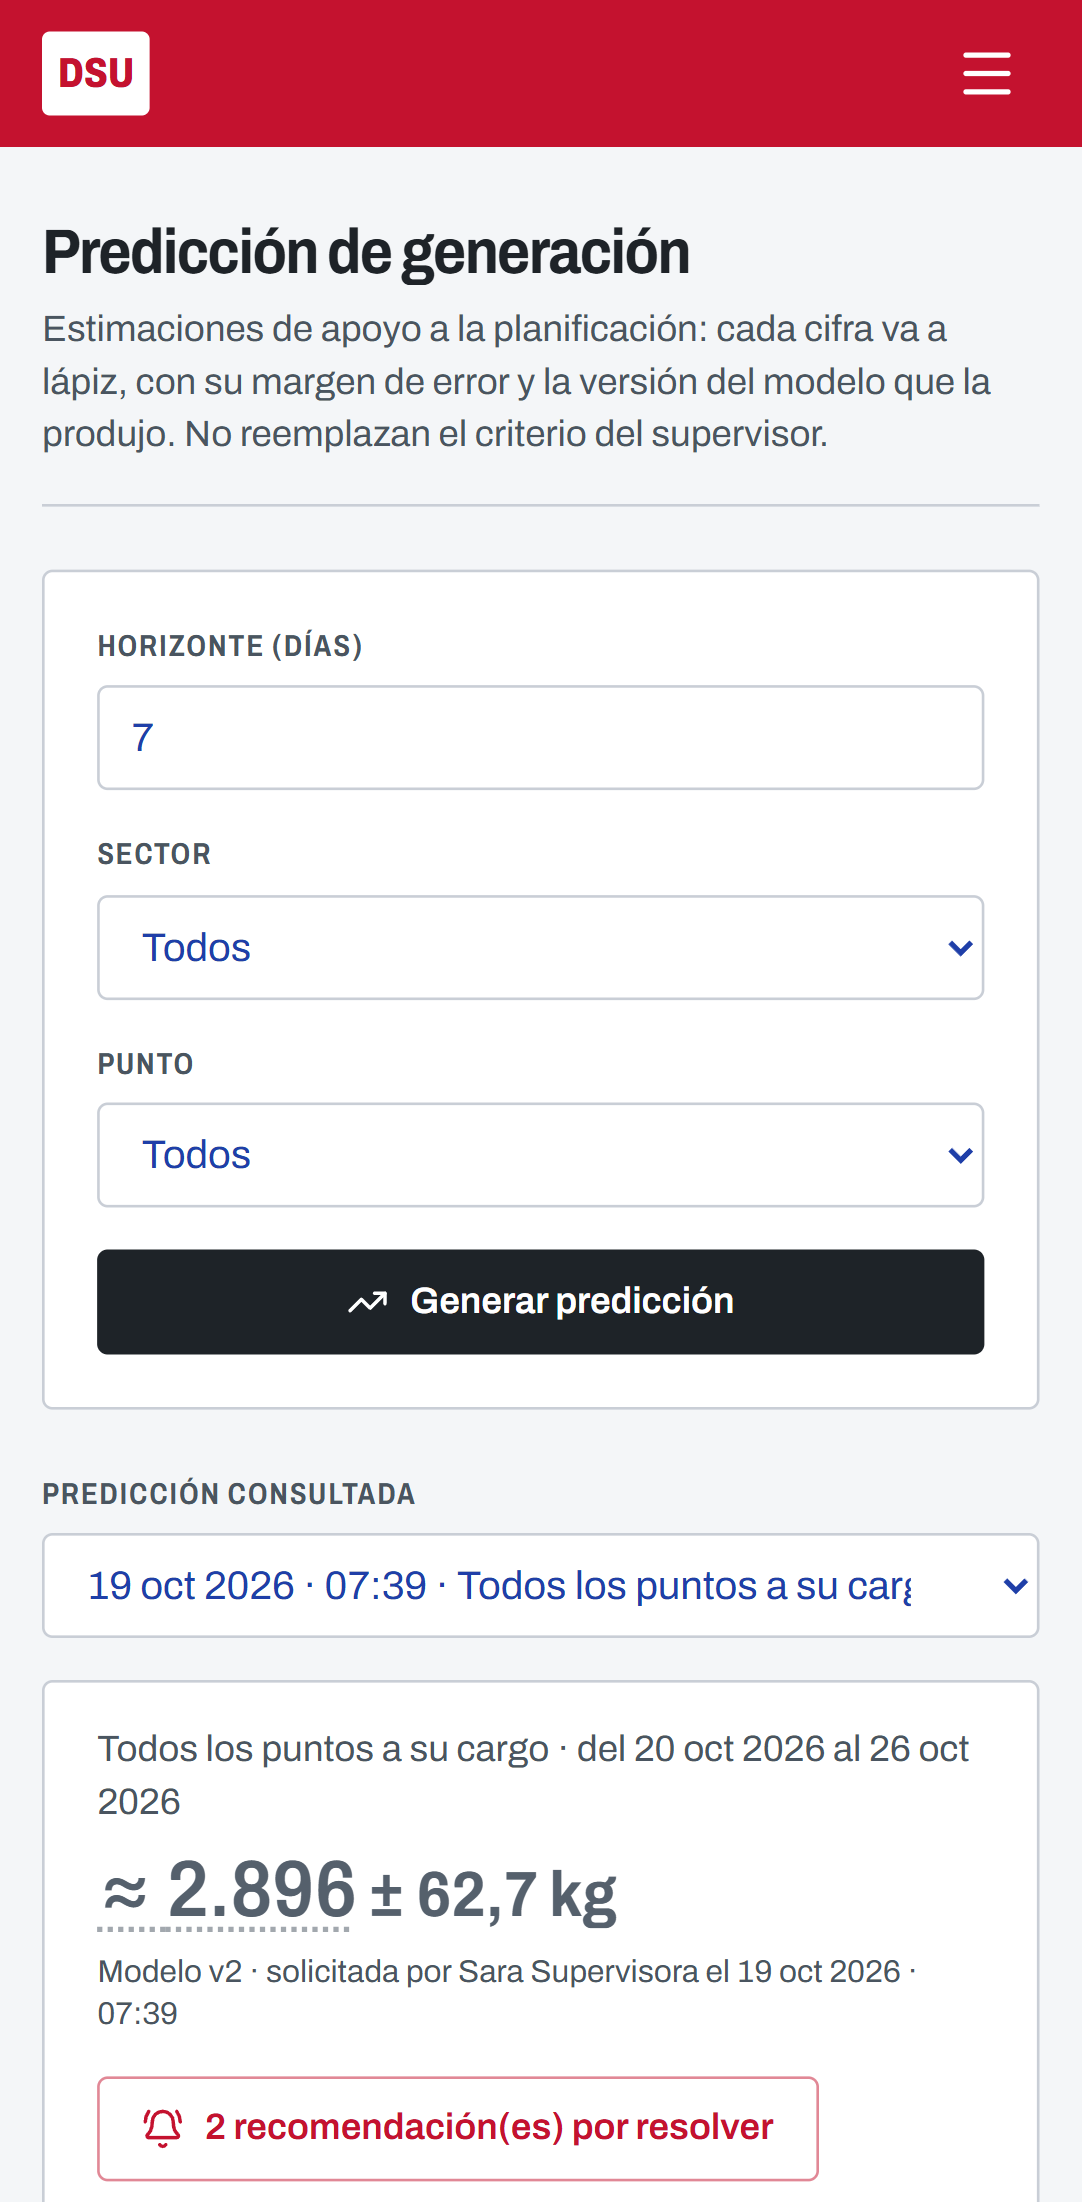 DSU
Predicción de generación
Estimaciones de apoyo a la planificación: cada cifra va a
lápiz, con su margen de error y la versión del modelo que la
produjo. No reemplazan el criterio del supervisor.
HORIZONTE (DÍAS)
7
SECTOR
Todos
PUNTO
Todos
Generar predicción
PREDICCIÓN CONSULTADA
19 oct 2026 · 07:39 · Todos los puntos a su
Todos los puntos a su cargo · del 20 oct 2026 al 26 oct
2026
≈ 2.896 ± 62,7 kg
Modelo v2 · solicitada por Sara Supervisora el 19 oct 2026 ·
07:39
2 recomendación(es) por resolver